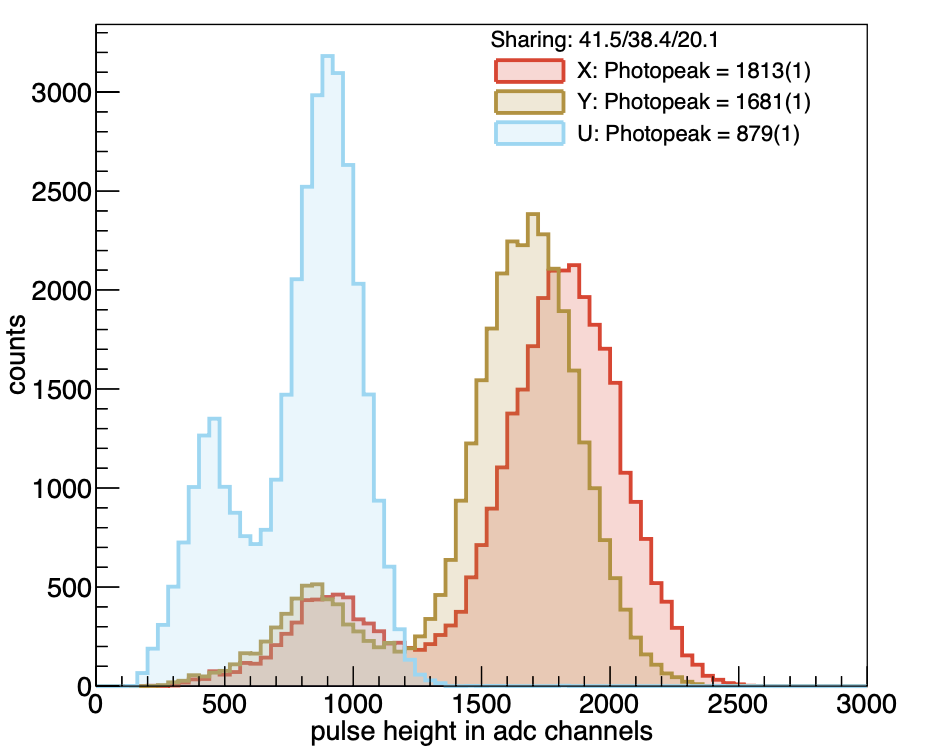 Sharing: 41.5/38.4/20.1
X: Photopeak = 1813(1)
Y: Photopeak = 1681(1)
U: Photopeak = 879(1)
3000
2500
2000
1500
1000
500
0
counts
0 500 1000 1500 2000 2500 3000
pulse height in adc channels